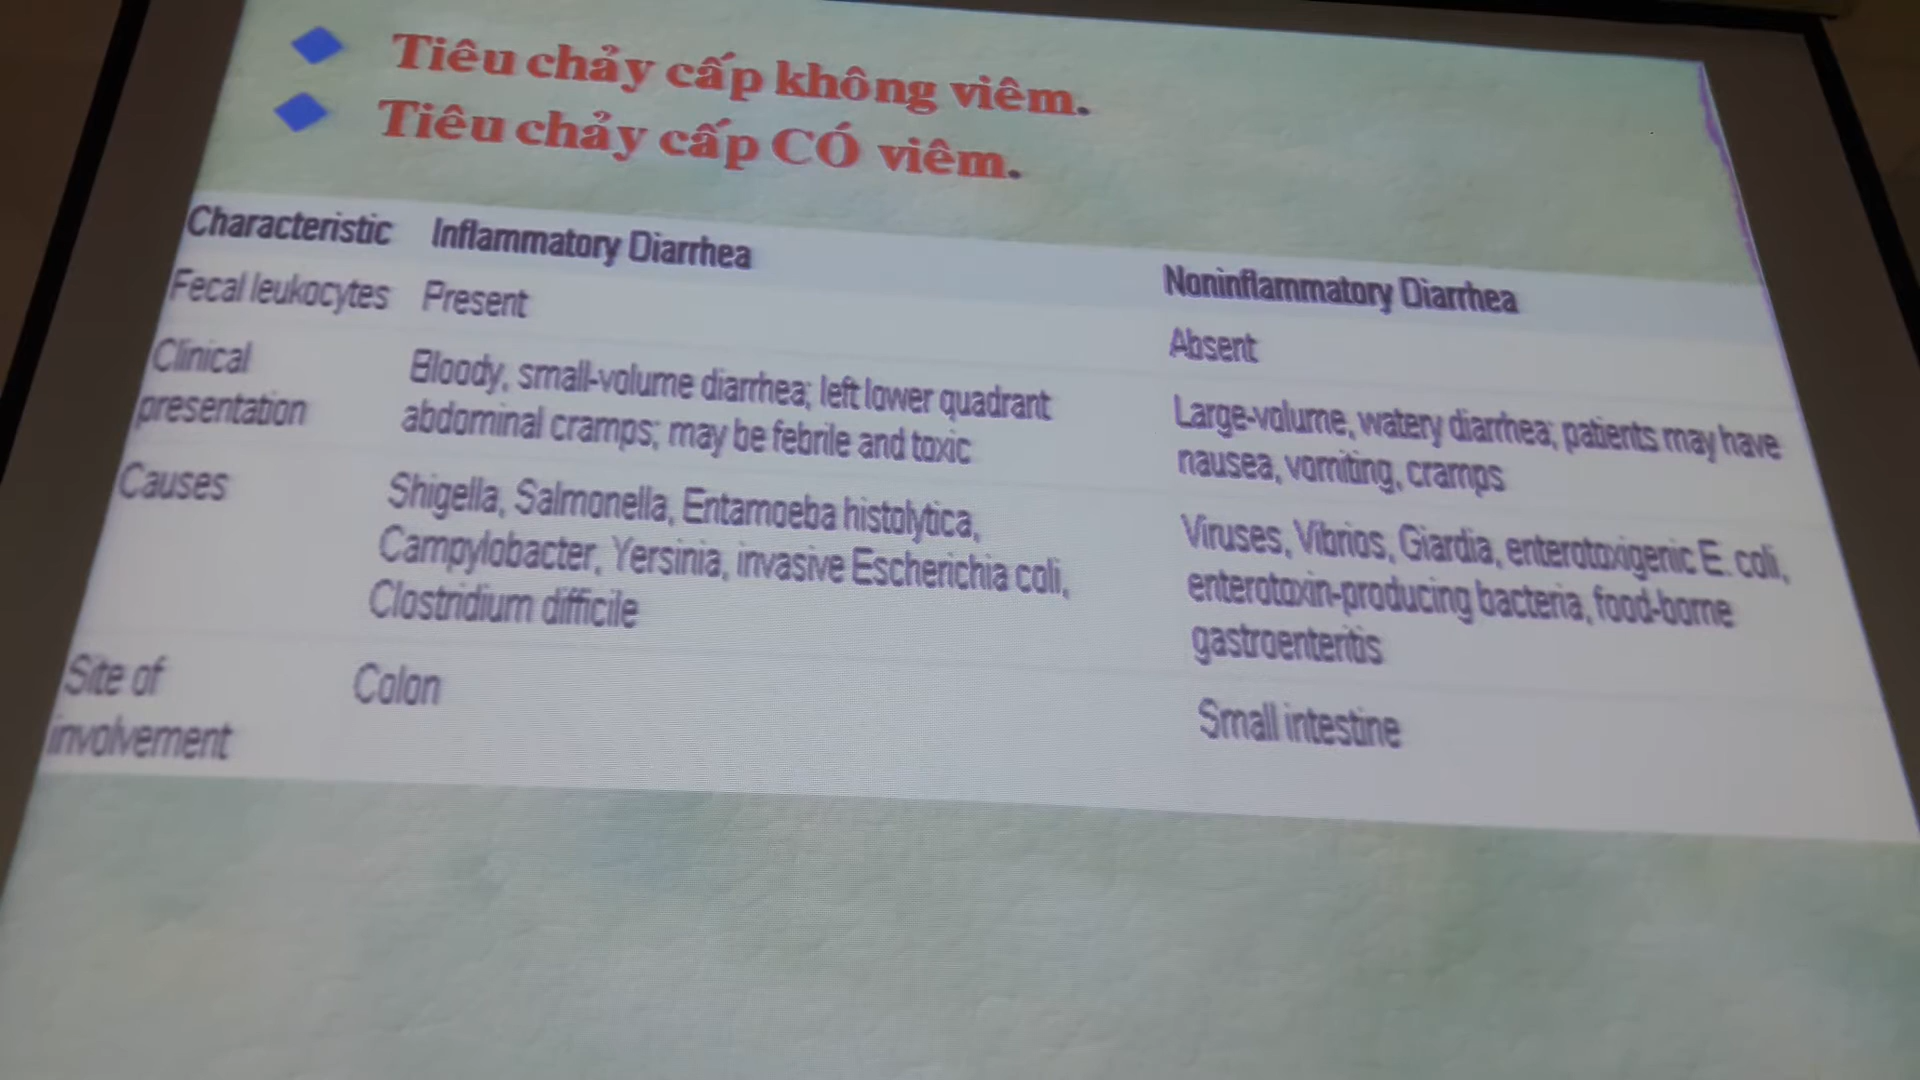 Tiêu chảy cấp không viêm.
Tiêu chảy cấp CÓ viêm.
Characteristic Inflammatory Diarrhea Noninflammatory Diarrhea
Fecal leukocytes Present Absent
Clinical presentation
Bloody, small-volume diarrhea; left lower quadrant
abdominal cramps; may be febrile and toxic
Large-volume, watery diarrhea; patients may have
nausea, vomiting, cramps
Causes
Shigella, Salmonella, Entamoeba histolytica,
Campylobacter, Yersinia, invasive Escherichia coli,
Clostridium difficile
Viruses, Vibrios, Giardia, enterotoxigenic E. coli,
enterotoxin-producing bacteria, food-borne
gastroenteritis
Site of
involvement
Colon
Small intestine